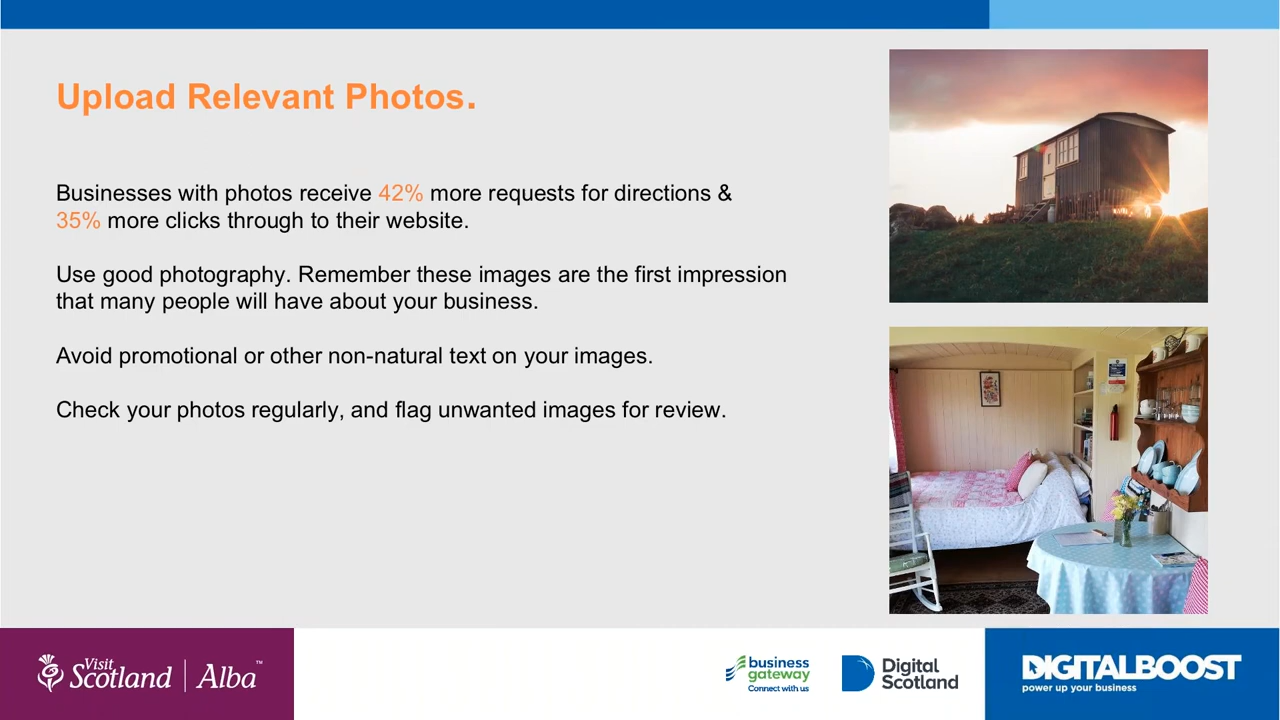 Upload Relevant Photos.
Businesses with photos receive 42% more requests for directions &
35% more clicks through to their website.
Use good photography. Remember these images are the first impression
that many people will have about your business.
Avoid promotional or other non-natural text on your images.
Check your photos regularly, and flag unwanted images for review.
Visit
Scotland | Alba™
business
gateway
Connect with us
Digital
Scotland
DIGITALBOOST
power up your business